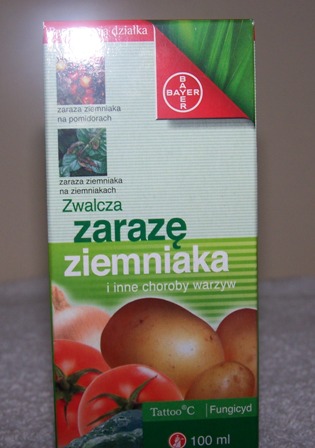 działka
BAYER
BAYER
zaraza ziemniaka
na pomidorach
zaraza ziemniaka
na ziemniakach
Zwalcza
zarazę
ziemniaka
i inne choroby warzyw
Tattoo®C
Fungicyd
100 ml